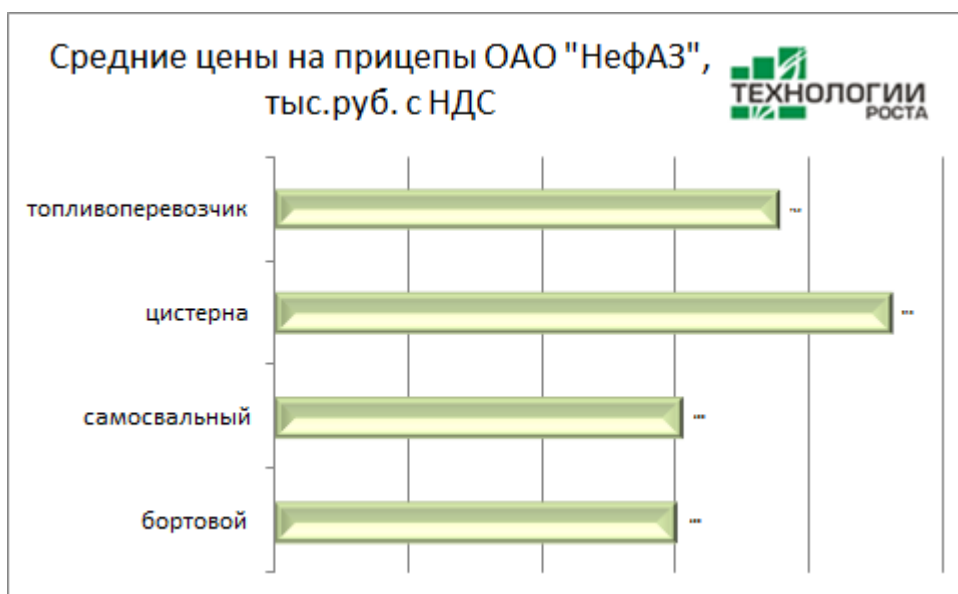 Средние цены на прицепы ОАО "НефАЗ",
тыс.руб. с НДС
ТЕХНОЛОГИИ
РОСТА
топливоперевозчик
цистерна
самосвальный
бортовой